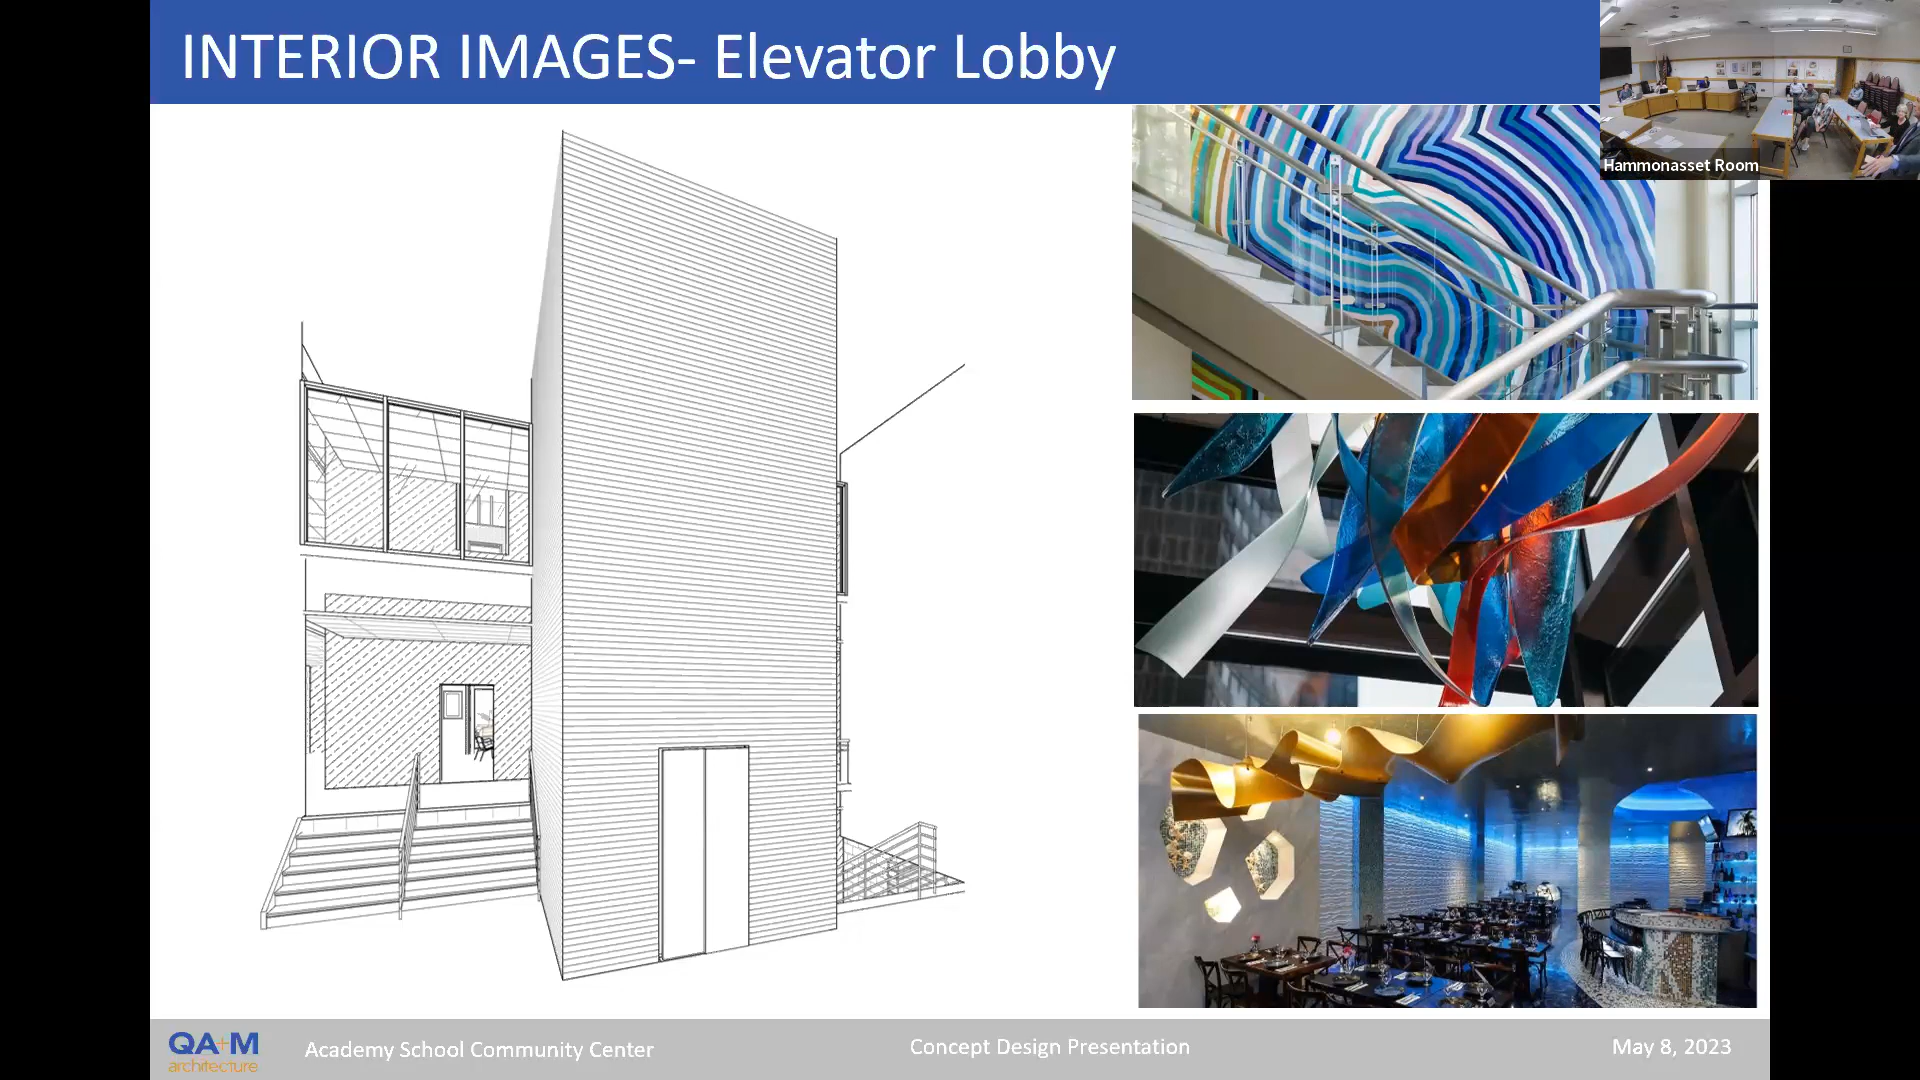 INTERIOR IMAGES- Elevator Lobby
Hammonasset Room
QA+M
architecture
Academy School Community Center
Concept Design Presentation
May 8, 2023